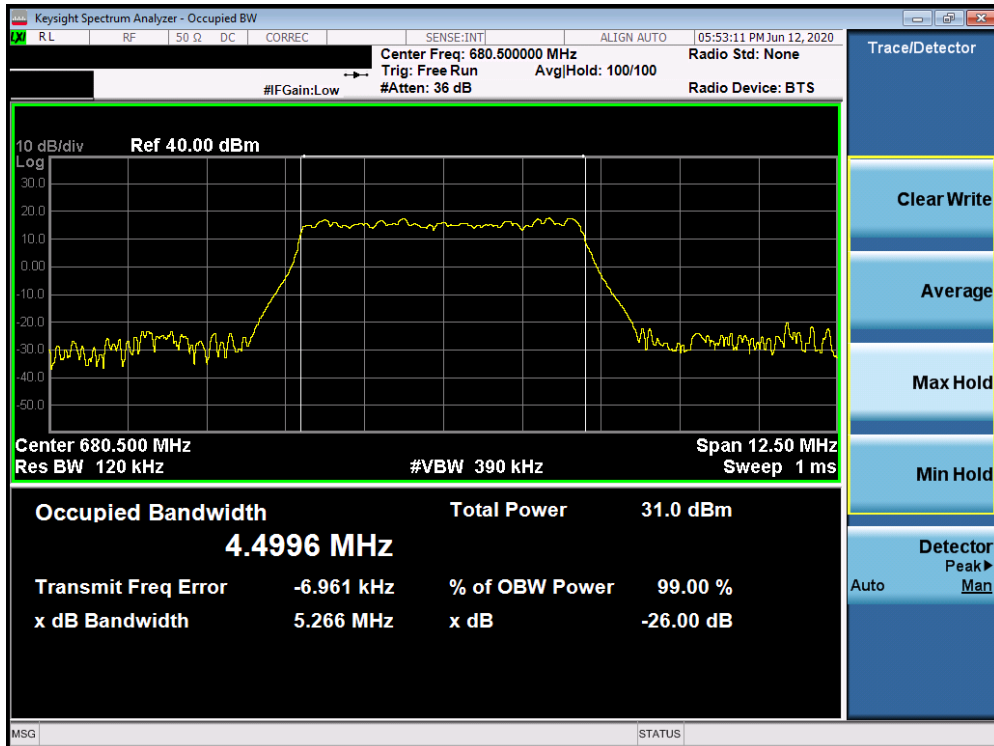 Keysight Spectrum Analyzer - Occupied BW
LXI RL RF 50 Ω DC CORREC SENSE:INT ALIGN AUTO 05:53:11 PM Jun 12, 2020
Center Freq: 680.500000 MHz Radio Std: None
Trig: Free Run Avg|Hold: 100/100
#IFGain:Low #Atten: 36 dB Radio Device: BTS
Trace/Detector
10 dB/div Ref 40.00 dBm
Log
30.0
20.0
10.0
0.00
-10.0
-20.0
-30.0
-40.0
-50.0
Center 680.500 MHz Span 12.50 MHz
Res BW 120 kHz #VBW 390 kHz Sweep 1 ms
Occupied Bandwidth Total Power 31.0 dBm
4.4996 MHz
Transmit Freq Error -6.961 kHz % of OBW Power 99.00 %
x dB Bandwidth 5.266 MHz x dB -26.00 dB
Clear Write
Average
Max Hold
Min Hold
Detector
Peak▶
Auto Man
MSG STATUS